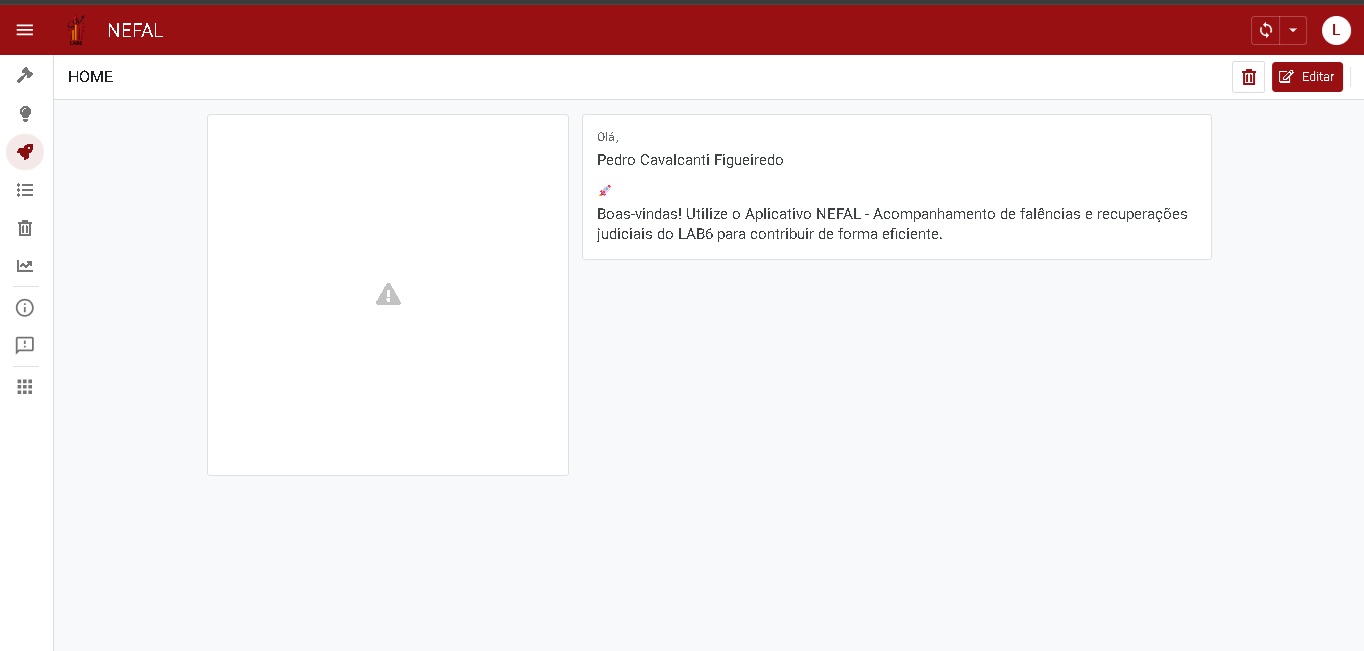 NEFAL
L
HOME
Editar
Olá,
Pedro Cavalcanti Figueiredo
Boas-vindas! Utilize o Aplicativo NEFAL - Acompanhamento de falências e recuperações
judiciais do LAB6 para contribuir de forma eficiente.